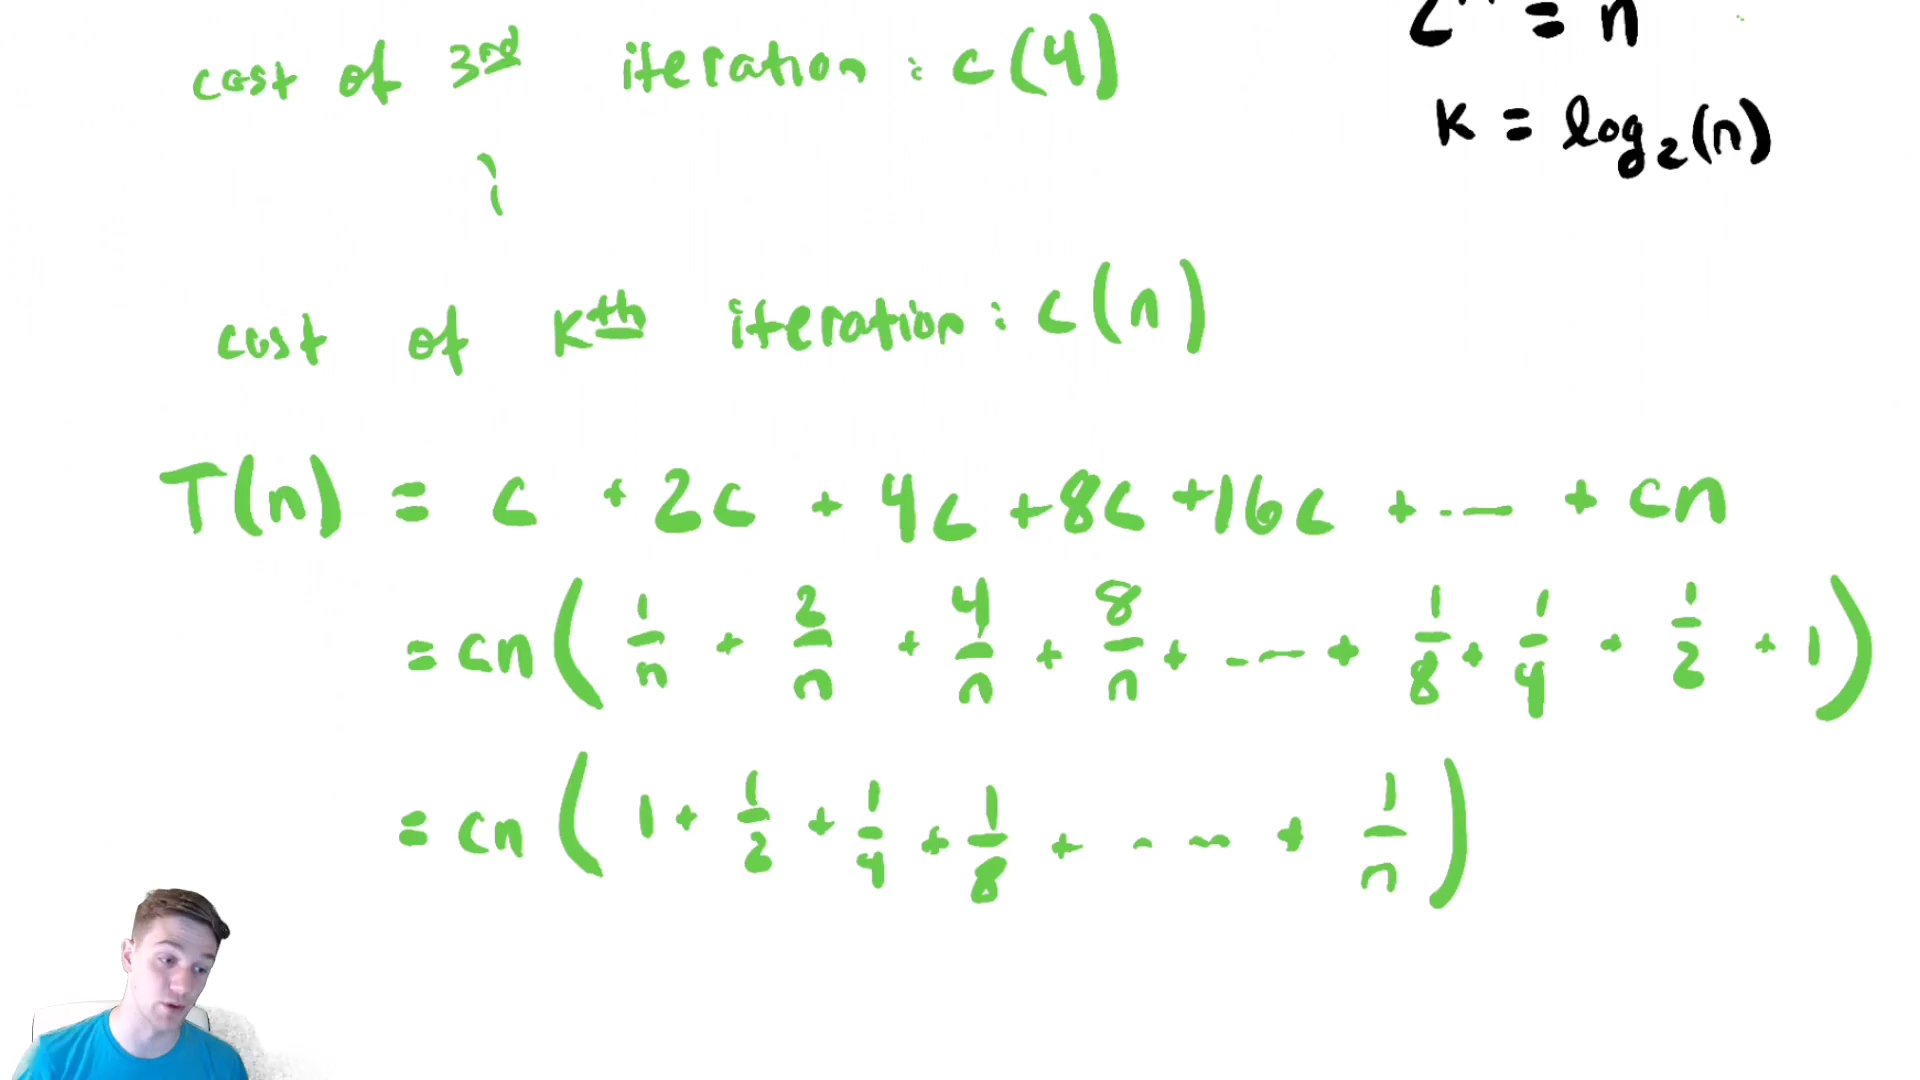 2^k = n
cost of 3rd iteration : c(4)
k = log₂(n)
cost of kth iteration : c(n)
T(n) = c + 2c + 4c + 8c + 16c + ... + cn
= cn( 1/n + 2/n + 4/n + 8/n + ... + 1/8 + 1/4 + 1/2 + 1 )
= cn( 1 + 1/2 + 1/4 + 1/8 + ... + 1/n )